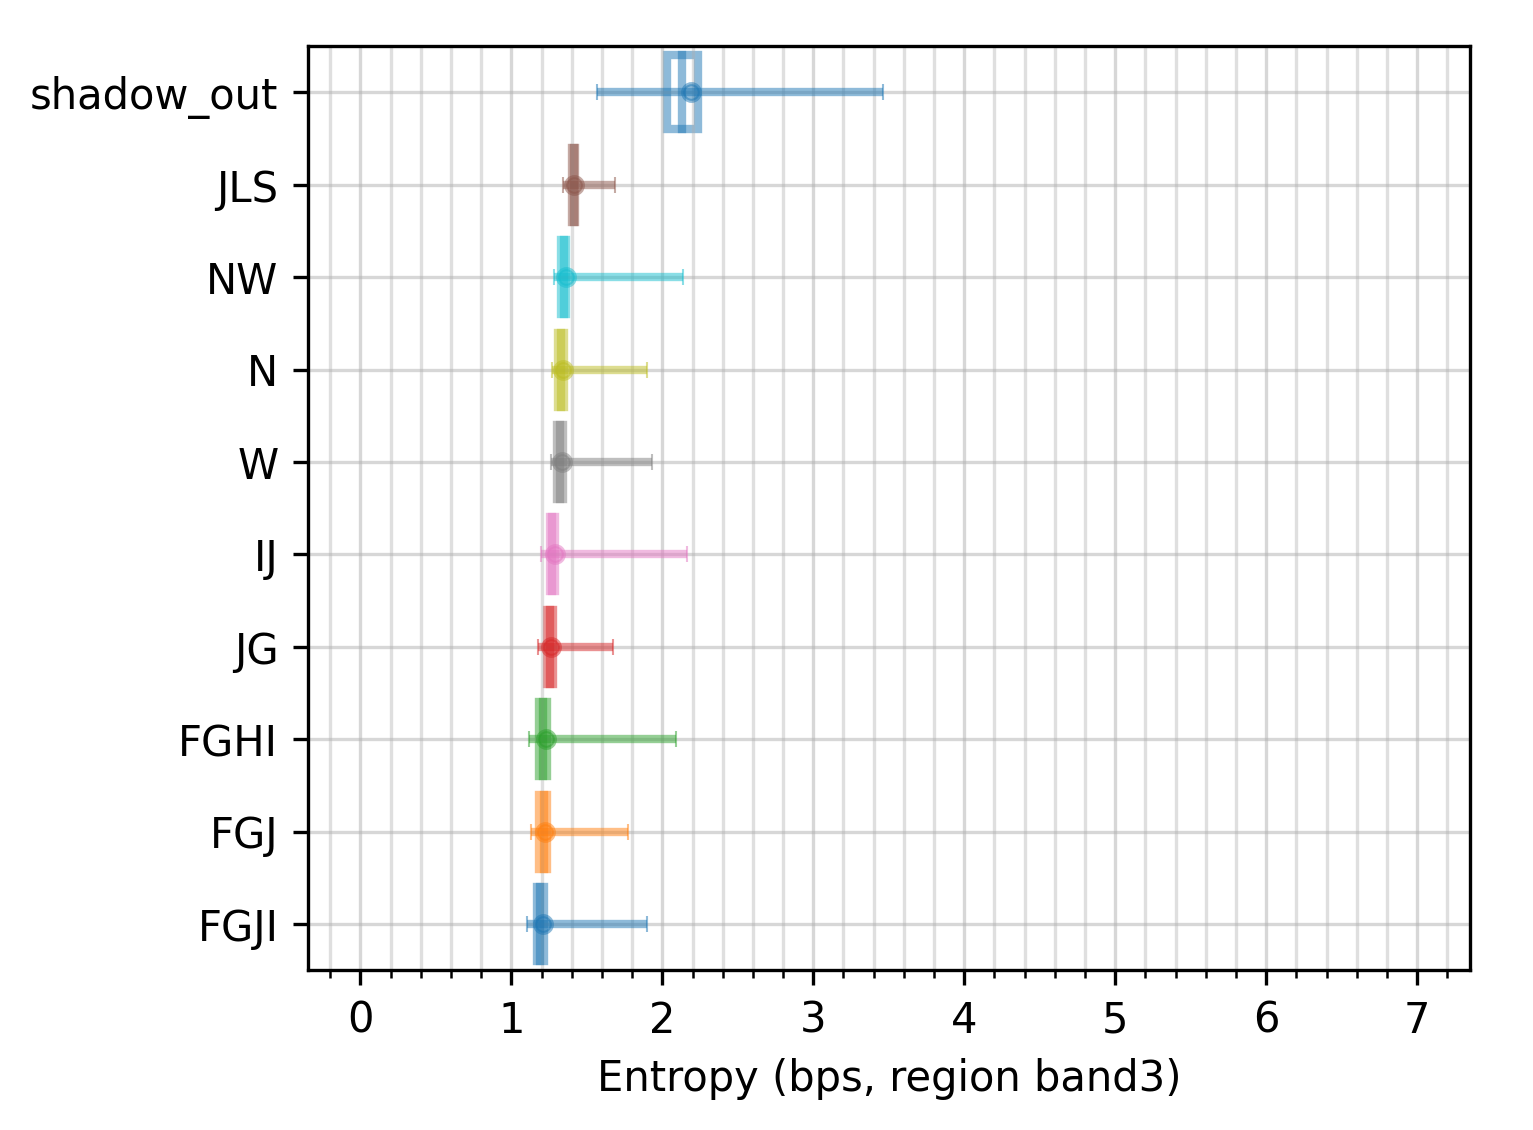 shadow_out
JLS
NW
N
W
IJ
JG
FGHI
FGJ
FGJI
0 1 2 3 4 5 6 7
Entropy (bps, region band3)